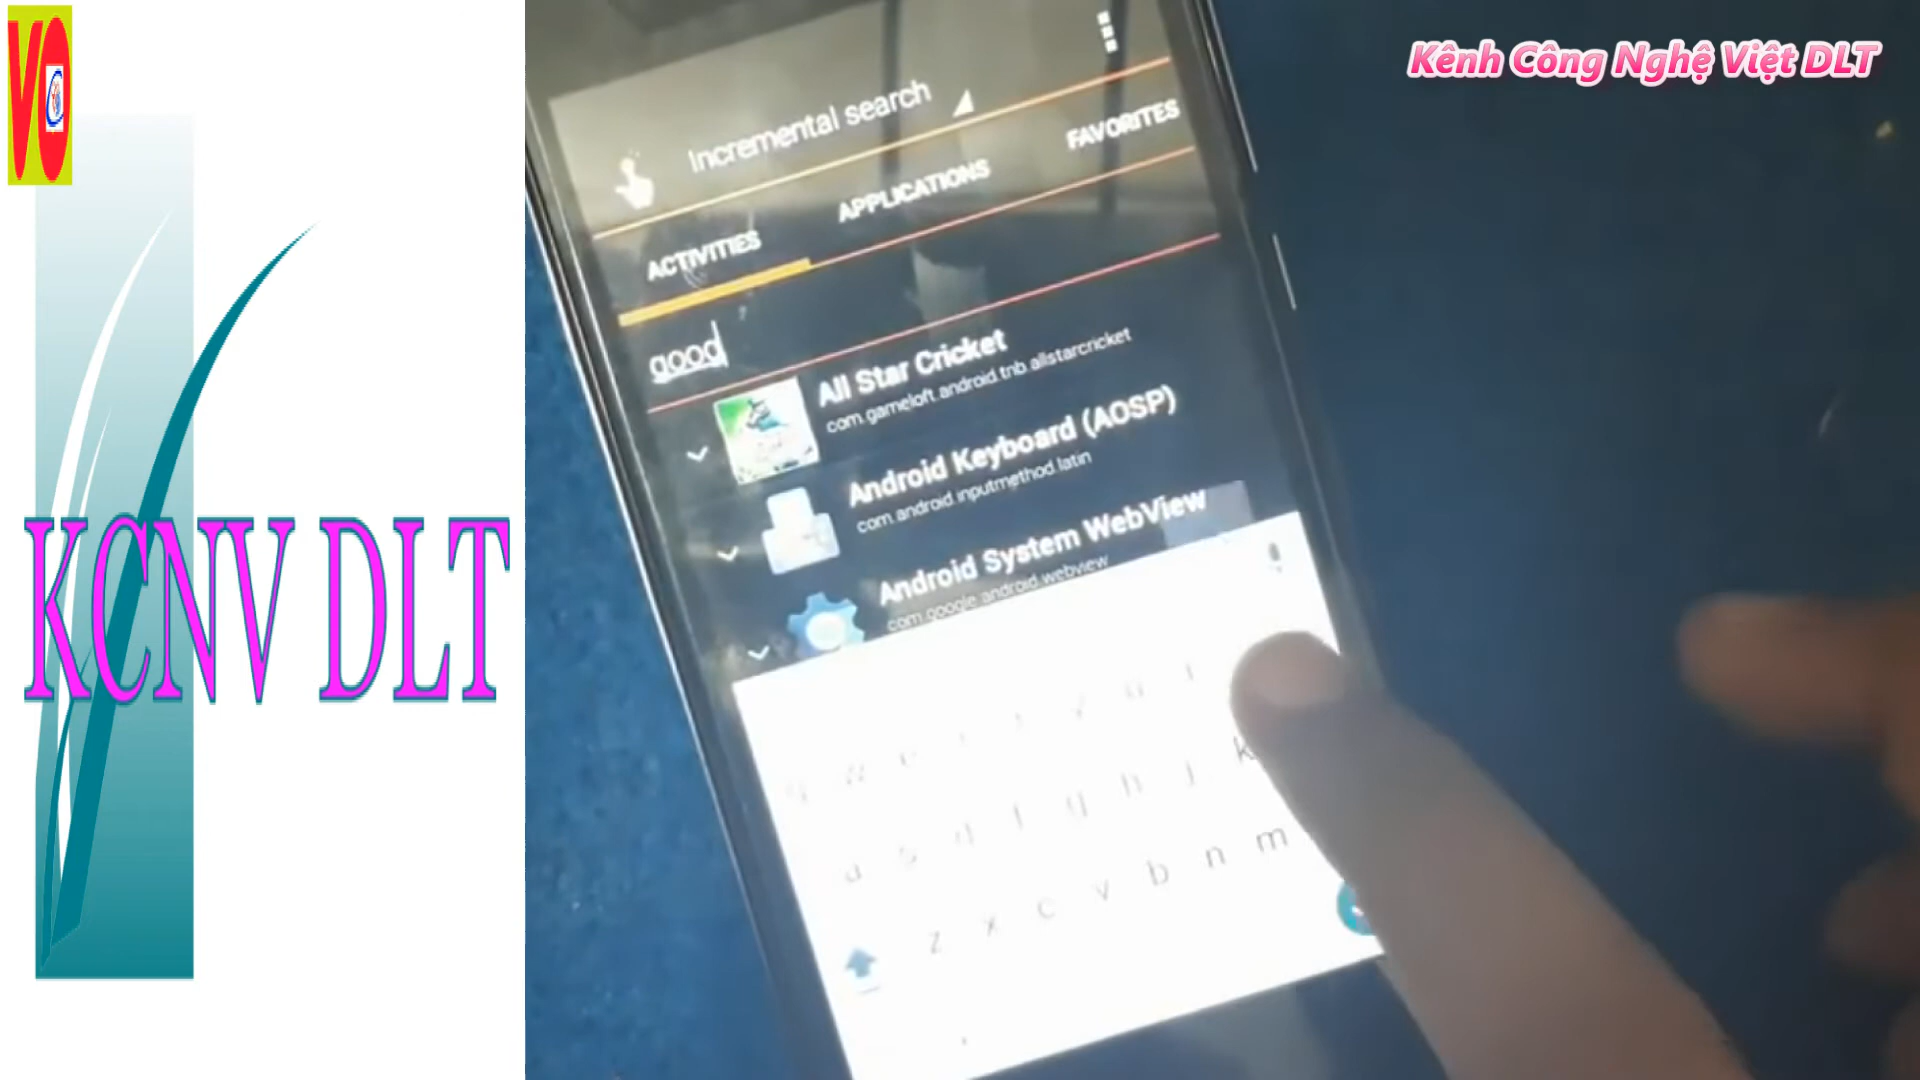 VO
KCNV DLT
Kênh Công Nghệ Việt DLT
Incremental search
ACTIVITIES
APPLICATIONS
FAVORITES
good
All Star Cricket
com.gameloft.android.tnb.allstarcricket
Android Keyboard (AOSP)
com.android.inputmethod.latin
Android System WebView
com.google.android.webview
q w e r t y u i
a s d f g h j k
z x c v b n m